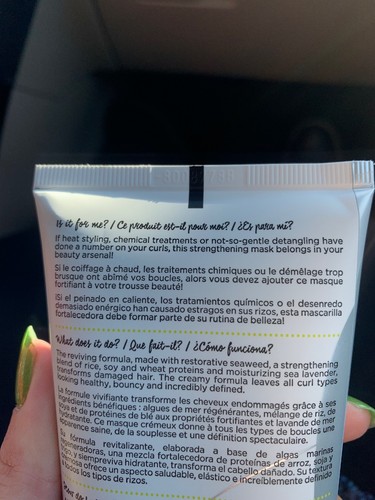 Is it for me? / Ce produit est-il pour moi? / ¿Es para mí?
If heat styling, chemical treatments or not-so-gentle detangling have
done a number on your curls, this strengthening mask belongs in your
beauty arsenal!
Si le coiffage à chaud, les traitements chimiques ou le démêlage trop
brusque ont abîmé vos boucles, alors vous devez ajouter ce masque
fortifiant à votre trousse beauté!
¡Si el peinado en caliente, los tratamientos químicos o el desenredo
demasiado enérgico han causado estragos en sus rizos, esta mascarilla
fortalecedora debe formar parte de su rutina de belleza!
What does it do? / Que fait-il? / ¿Cómo funciona?
The reviving formula, made with restorative seaweed, a strengthening
blend of rice, soy and wheat proteins and moisturizing sea lavender,
transforms damaged hair. The creamy formula leaves all curl types
looking healthy, bouncy and incredibly defined.
La formule vivifiante transforme les cheveux endommagés grâce à ses
ingrédients bénéfiques : algues de mer régénérantes, mélange de riz, de
soya et de protéines de blé aux propriétés fortifiantes et lavande de mer
hydratante. Ce masque crémeux donne à tous les types de boucles une
apparence saine, de la souplesse et une définition spectaculaire.
Su fórmula revitalizante, elaborada a base de algas marinas
regeneradoras, una mezcla fortalecedora de proteínas de arroz, soja y
trigo y siempreviva hidratante, transforma el cabello dañado. Su textura
cremosa ofrece un aspecto saludable, elástico e increíblemente definido
a todos los tipos de rizos.